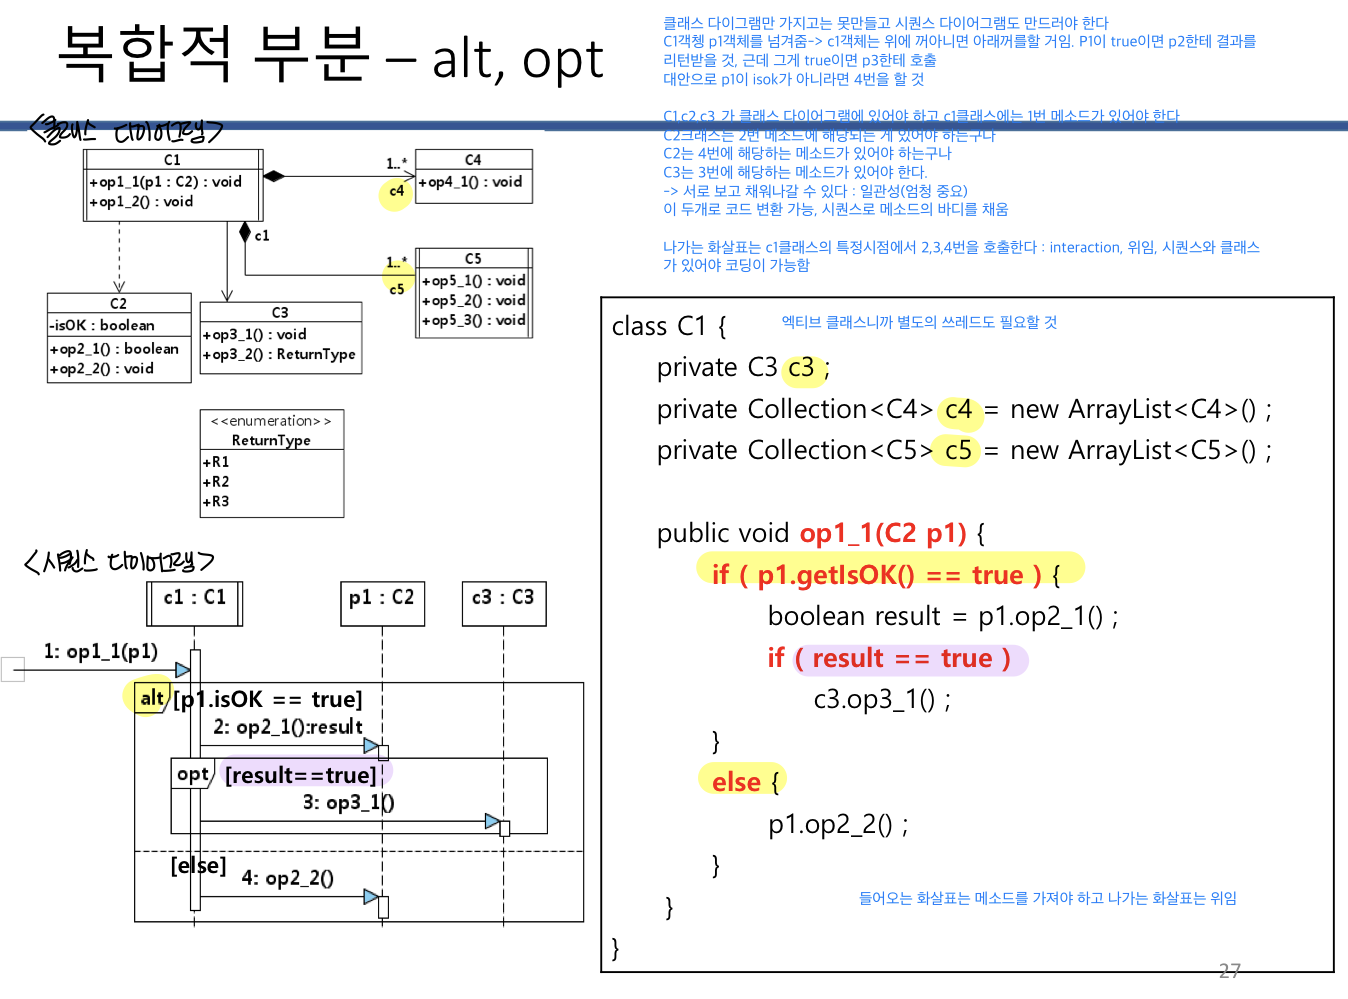 복합적 부분 – alt, opt
클래스 다이그램만 가지고는 못만들고 시퀀스 다이어그램도 만드러야 한다
C1객쳉 p1객체를 넘겨줌-> c1객체는 위에 꺼아니면 아래꺼를할 거임. P1이 true이면 p2한테 결과를
리턴받을 것, 근데 그게 true이면 p3한테 호출
대안으로 p1이 isok가 아니라면 4번을 할 것
C1,c2 c3 가 클래스 다이어그램에 있어야 하고 c1클래스에는 1번 메소드가 있어야 한다
C2크래스는 2번 메소드에 해당되는 게 있어야 하는구나
C2는 4번에 해당하는 메소드가 있어야 하는구나
C3는 3번에 해당하는 메소드가 있어야 한다.
-> 서로 보고 채워나갈 수 있다 : 일관성(엄청 중요)
이 두개로 코드 변환 가능, 시퀀스로 메소드의 바디를 채움
나가는 화살표는 c1클래스의 특정시점에서 2,3,4번을 호출한다 : interaction, 위임, 시퀀스와 클래스
가 있어야 코딩이 가능함
<클래스 다이어그램>
C1
+op1_1(p1 : C2) : void
+op1_2() : void
1..*
c4
C4
+op4_1() : void
c1
1..*
c5
C5
+op5_1() : void
+op5_2() : void
+op5_3() : void
C2
-isOK : boolean
+op2_1() : boolean
+op2_2() : void
C3
+op3_1() : void
+op3_2() : ReturnType
<<enumeration>>
ReturnType
+R1
+R2
+R3
<시퀀스 다이어그램>
c1 : C1
p1 : C2
c3 : C3
1: op1_1(p1)
alt [p1.isOK == true]
2: op2_1():result
opt [result==true]
3: op3_1()
[else]
4: op2_2()
class C1 {
엑티브 클래스니까 별도의 쓰레드도 필요할 것
private C3 c3 ;
private Collection<C4> c4 = new ArrayList<C4>() ;
private Collection<C5> c5 = new ArrayList<C5>() ;
public void op1_1(C2 p1) {
if ( p1.getIsOK() == true ) {
boolean result = p1.op2_1() ;
if ( result == true )
c3.op3_1() ;
}
else {
p1.op2_2() ;
}
들어오는 화살표는 메소드를 가져야 하고 나가는 화살표는 위임
}
}
27